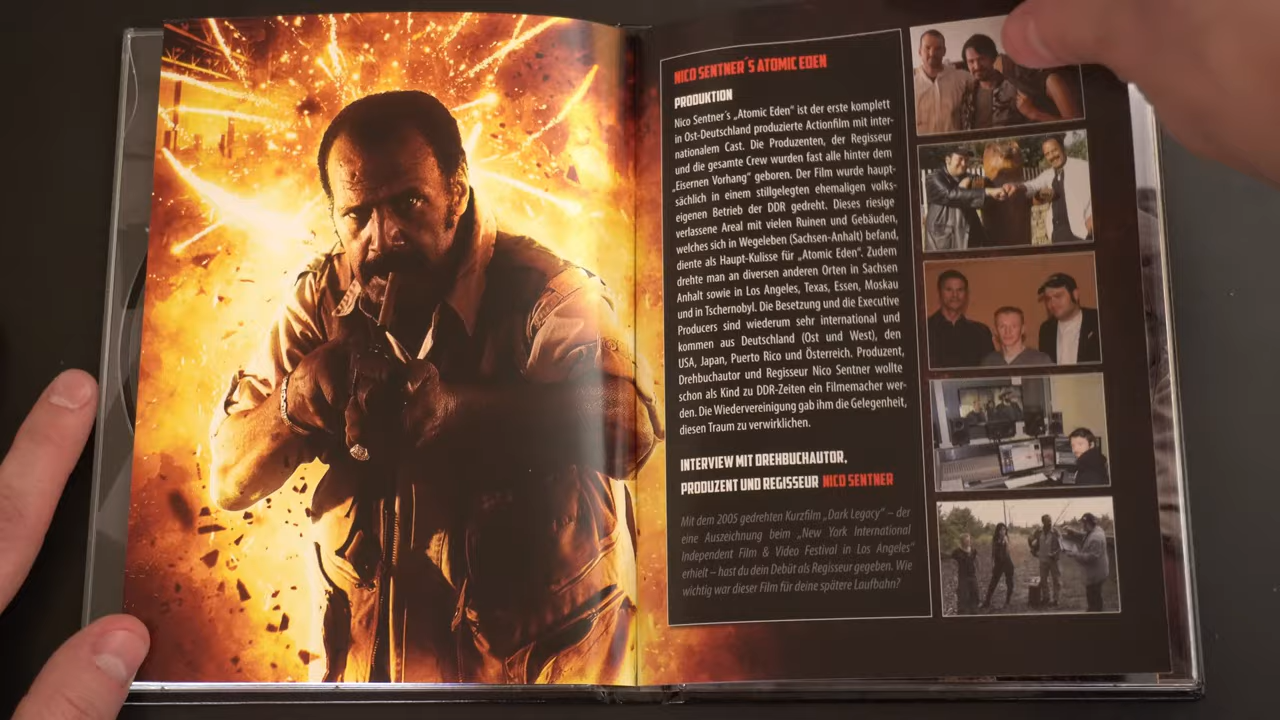 NICO SENTNER´S ATOMIC EDEN
PRODUKTION
Nico Sentner´s „Atomic Eden“ ist der erste komplett
in Ost-Deutschland produzierte Actionfilm mit inter-
nationalem Cast. Die Produzenten, der Regisseur
und die gesamte Crew wurden fast alle hinter dem
„Eisernen Vorhang“ geboren. Der Film wurde haupt-
sächlich in einem stillgelegten ehemaligen volks-
eigenen Betrieb der DDR gedreht. Dieses riesige
verlassene Areal mit vielen Ruinen und Gebäuden,
welches sich in Wegeleben (Sachsen-Anhalt) befand,
diente als Haupt-Kulisse für „Atomic Eden“. Zudem
drehte man an diversen anderen Orten in Sachsen
Anhalt sowie in Los Angeles, Texas, Essen, Moskau
und in Tschernobyl. Die Besetzung und die Executive
Producers sind wiederum sehr international und
kommen aus Deutschland (Ost und West), den
USA, Japan, Puerto Rico und Österreich. Produzent,
Drehbuchautor und Regisseur Nico Sentner wollte
schon als Kind zu DDR-Zeiten ein Filmemacher wer-
den. Die Wiedervereinigung gab ihm die Gelegenheit,
diesen Traum zu verwirklichen.
INTERVIEW MIT DREHBUCHAUTOR,
PRODUZENT UND REGISSEUR NICO SENTNER
Mit dem 2005 gedrehten Kurzfilm „Dark Legacy“ – der
eine Auszeichnung beim „New York International
Independent Film & Video Festival in Los Angeles“
erhielt – hast du dein Debüt als Regisseur gegeben. Wie
wichtig war dieser Film für deine spätere Laufbahn?